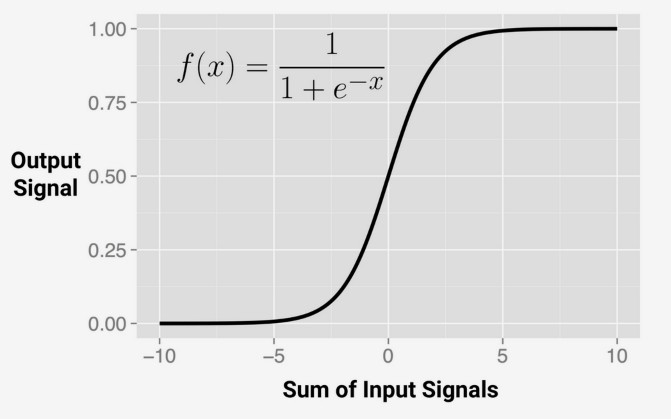 1.00
f(x) = 1 / (1 + e^{-x})
0.75
Output
Signal
0.50
0.25
0.00
−10 −5 0 5 10
Sum of Input Signals